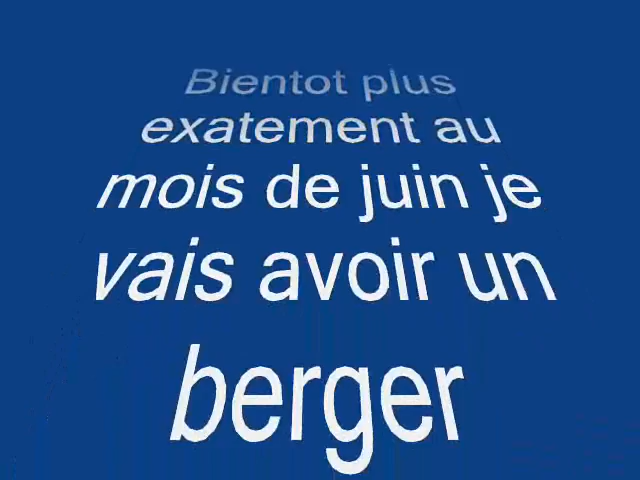 Bientot plus
exatement au
mois de juin je
vais avoir un
berger